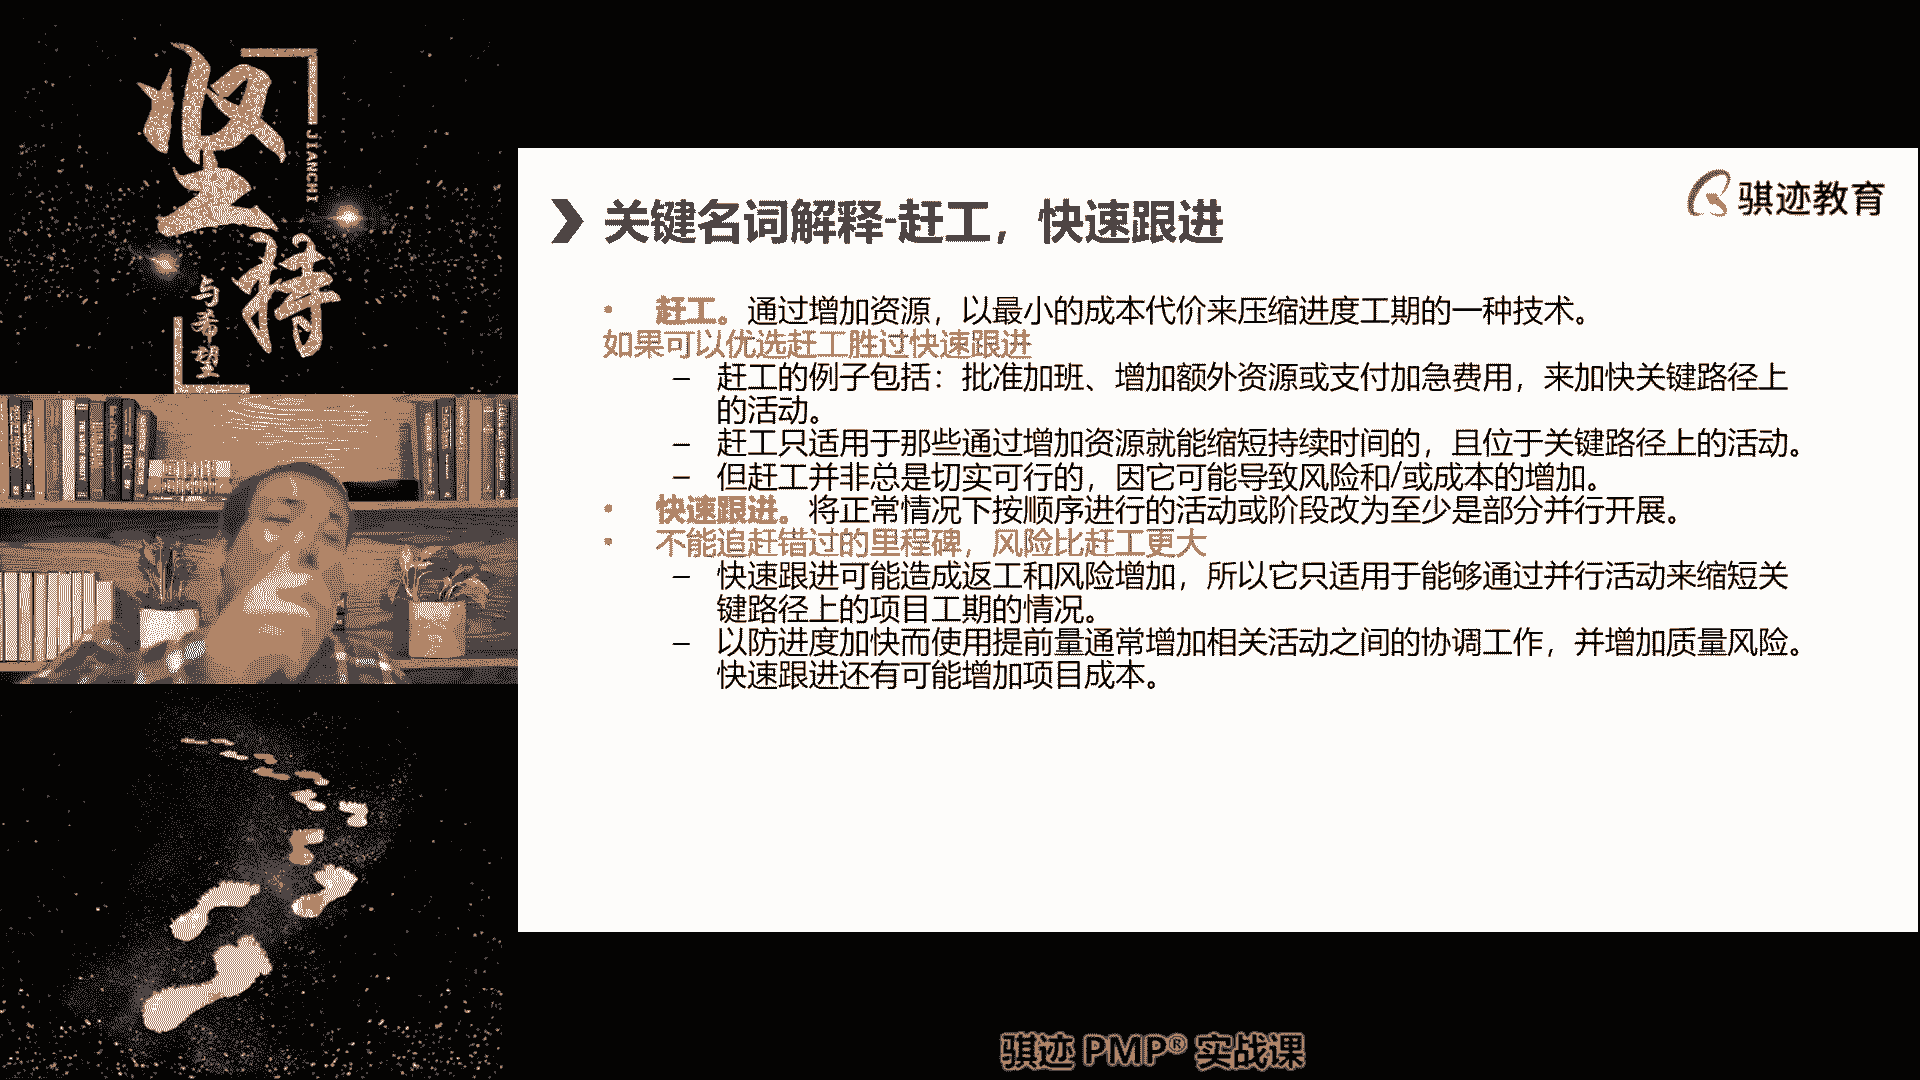 坚持
JIANCHI
与希望
骐迹教育
关键名词解释-赶工，快速跟进
• 赶工。通过增加资源，以最小的成本代价来压缩进度工期的一种技术。
如果可以优选赶工胜过快速跟进
– 赶工的例子包括：批准加班、增加额外资源或支付加急费用，来加快关键路径上
的活动。
– 赶工只适用于那些通过增加资源就能缩短持续时间的，且位于关键路径上的活动。
– 但赶工并非总是切实可行的，因它可能导致风险和/或成本的增加。
• 快速跟进。将正常情况下按顺序进行的活动或阶段改为至少是部分并行开展。
• 不能追赶错过的里程碑，风险比赶工更大
– 快速跟进可能造成返工和风险增加，所以它只适用于能够通过并行活动来缩短关
键路径上的项目工期的情况。
– 以防进度加快而使用提前量通常增加相关活动之间的协调工作，并增加质量风险。
快速跟进还有可能增加项目成本。
骐迹 PMP® 实战课